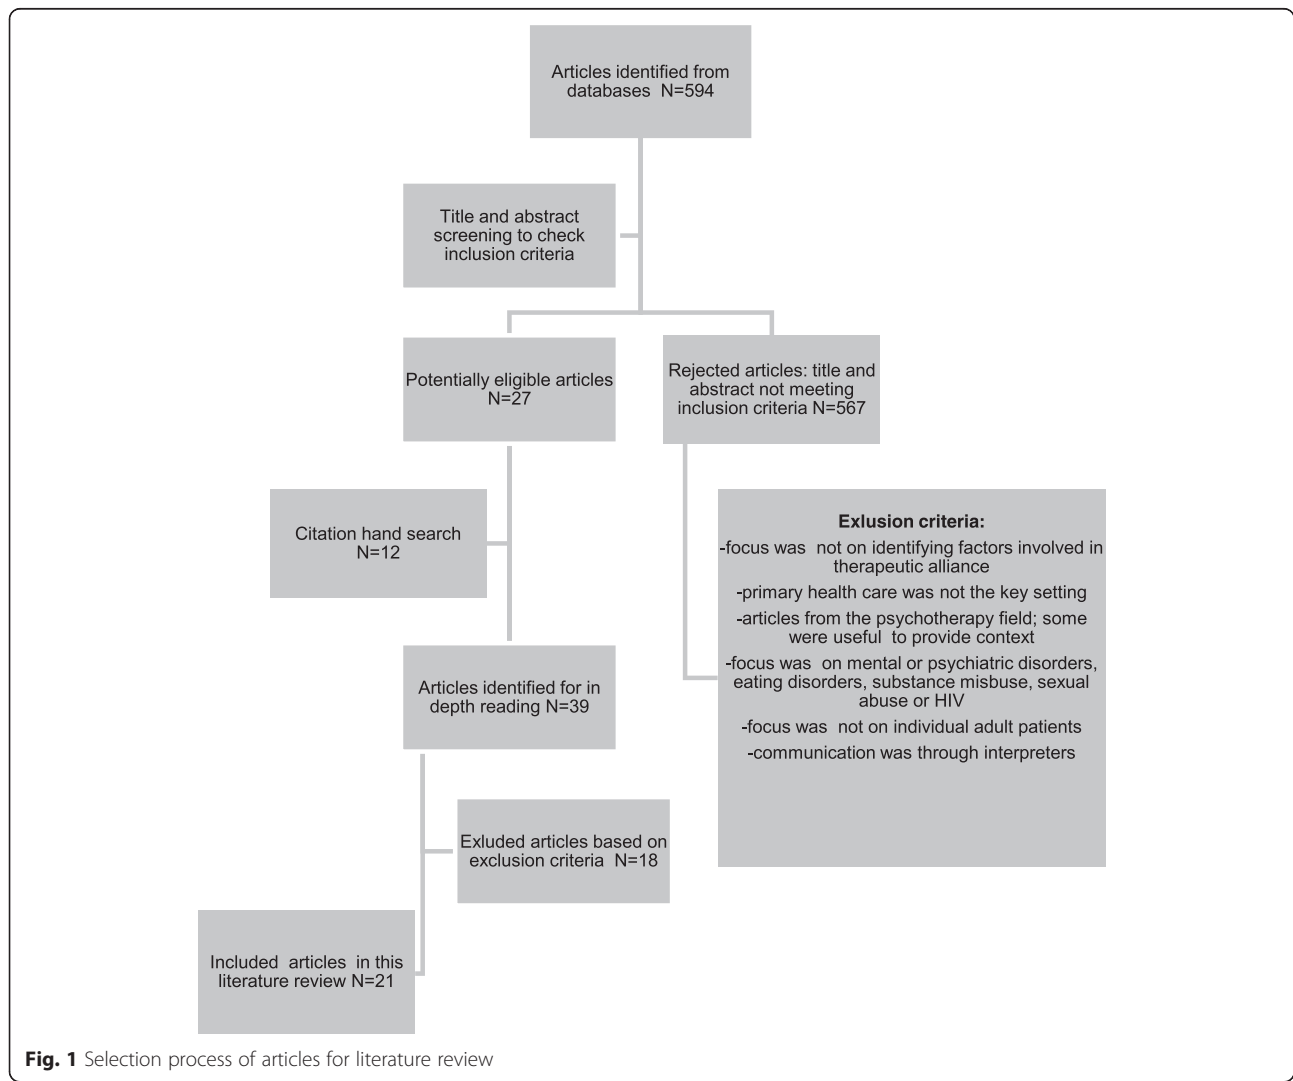 Articles identified from
databases N=594
Title and abstract
screening to check
inclusion criteria
Potentially eligible articles
N=27
Rejected articles: title and
abstract not meeting
inclusion criteria N=567
Citation hand search
N=12
Exlusion criteria:
-focus was not on identifying factors involved in
therapeutic alliance
-primary health care was not the key setting
-articles from the psychotherapy field; some
were useful to provide context
-focus was on mental or psychiatric disorders,
eating disorders, substance misbuse, sexual
abuse or HIV
-focus was not on individual adult patients
-communication was through interpreters
Articles identified for in
depth reading N=39
Exluded articles based on
exclusion criteria N=18
Included articles in this
literature review N=21
Fig. 1 Selection process of articles for literature review